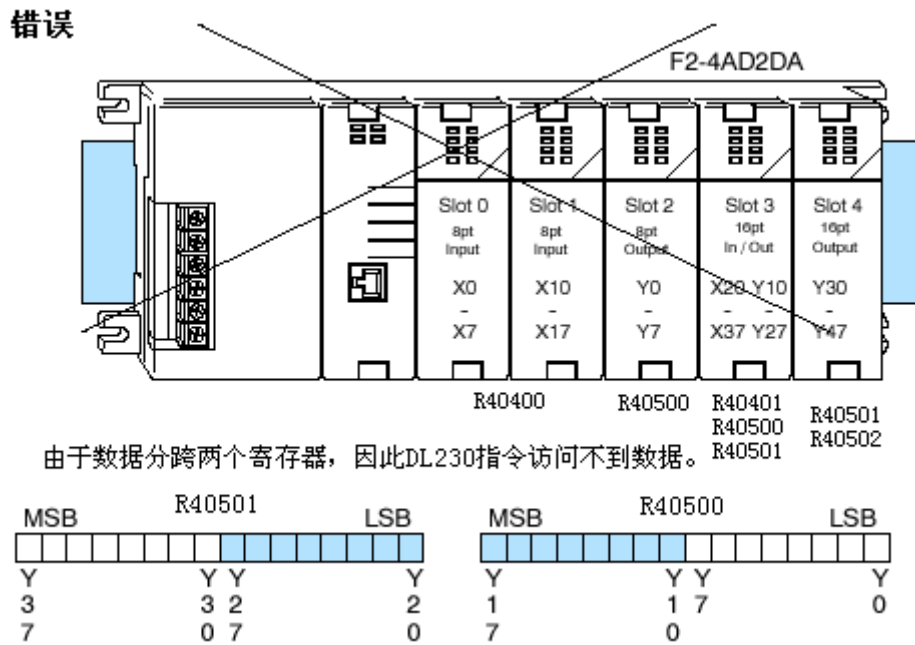 错误
F2-4AD2DA
Slot 0 Slot 1 Slot 2 Slot 3 Slot 4
8pt 8pt 8pt 16pt 16pt
Input Input Output In / Out Output
X0 X10 Y0 X20 Y10 Y30
- - - - - -
X7 X17 Y7 X37 Y27 Y47
R40400 R40500 R40401 R40501
R40500 R40502
R40501
由于数据分跨两个寄存器，因此DL230指令访问不到数据。
R40501 R40500
MSB LSB MSB LSB
Y Y Y Y Y Y Y Y
3 3 2 2 1 1 7 0
7 0 7 0 7 0